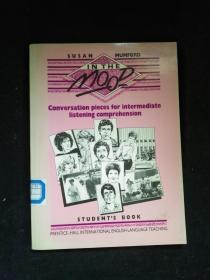 SUSAN MUMFORD
IN THE
MOOD
Conversation pieces for intermediate
listening comprehension
STUDENT'S BOOK
PRENTICE-HALL INTERNATIONAL ENGLISH LANGUAGE TEACHING